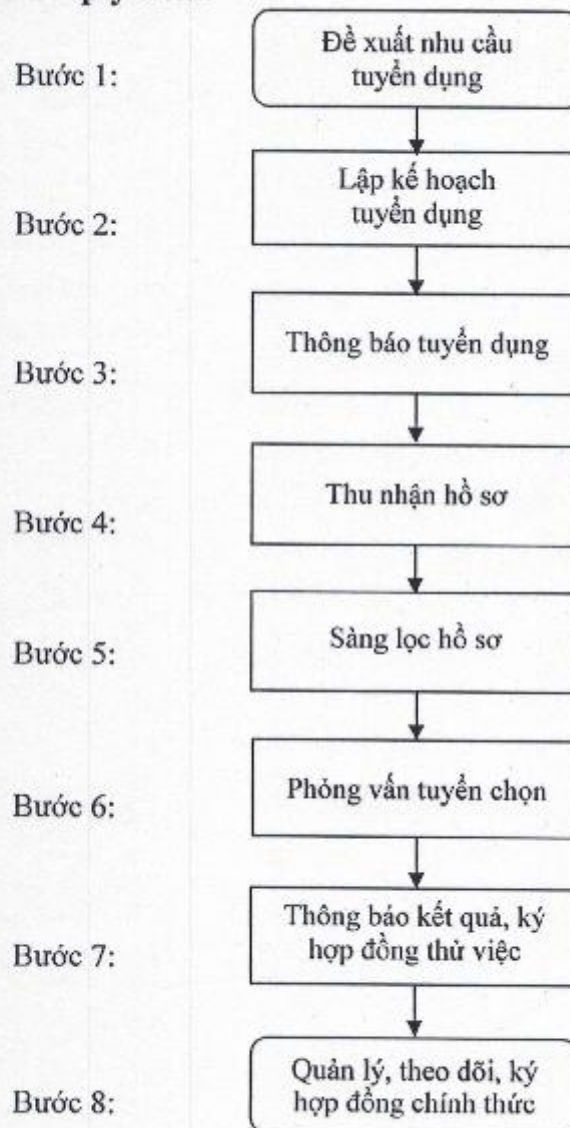 Bước 1:
Đề xuất nhu cầu
tuyển dụng
Bước 2:
Lập kế hoạch
tuyển dụng
Bước 3:
Thông báo tuyển dụng
Bước 4:
Thu nhận hồ sơ
Bước 5:
Sàng lọc hồ sơ
Bước 6:
Phỏng vấn tuyển chọn
Bước 7:
Thông báo kết quả, ký
hợp đồng thử việc
Bước 8:
Quản lý, theo dõi, ký
hợp đồng chính thức